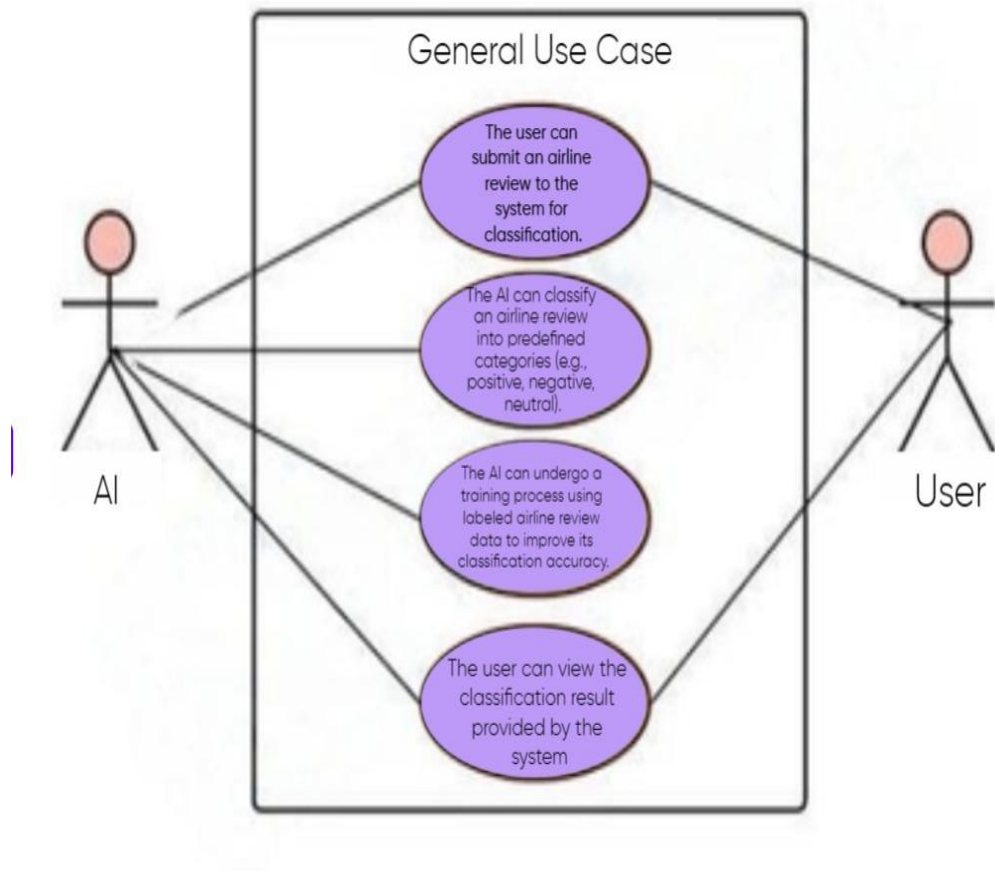 General Use Case
The user can
submit an airline
review to the
system for
classification.
The AI can classify
an airline review
into predefined
categories (e.g.,
positive, negative,
neutral).
The AI can undergo a
training process using
labeled airline review
data to improve its
classification accuracy.
The user can view the
classification result
provided by the
system
AI
User